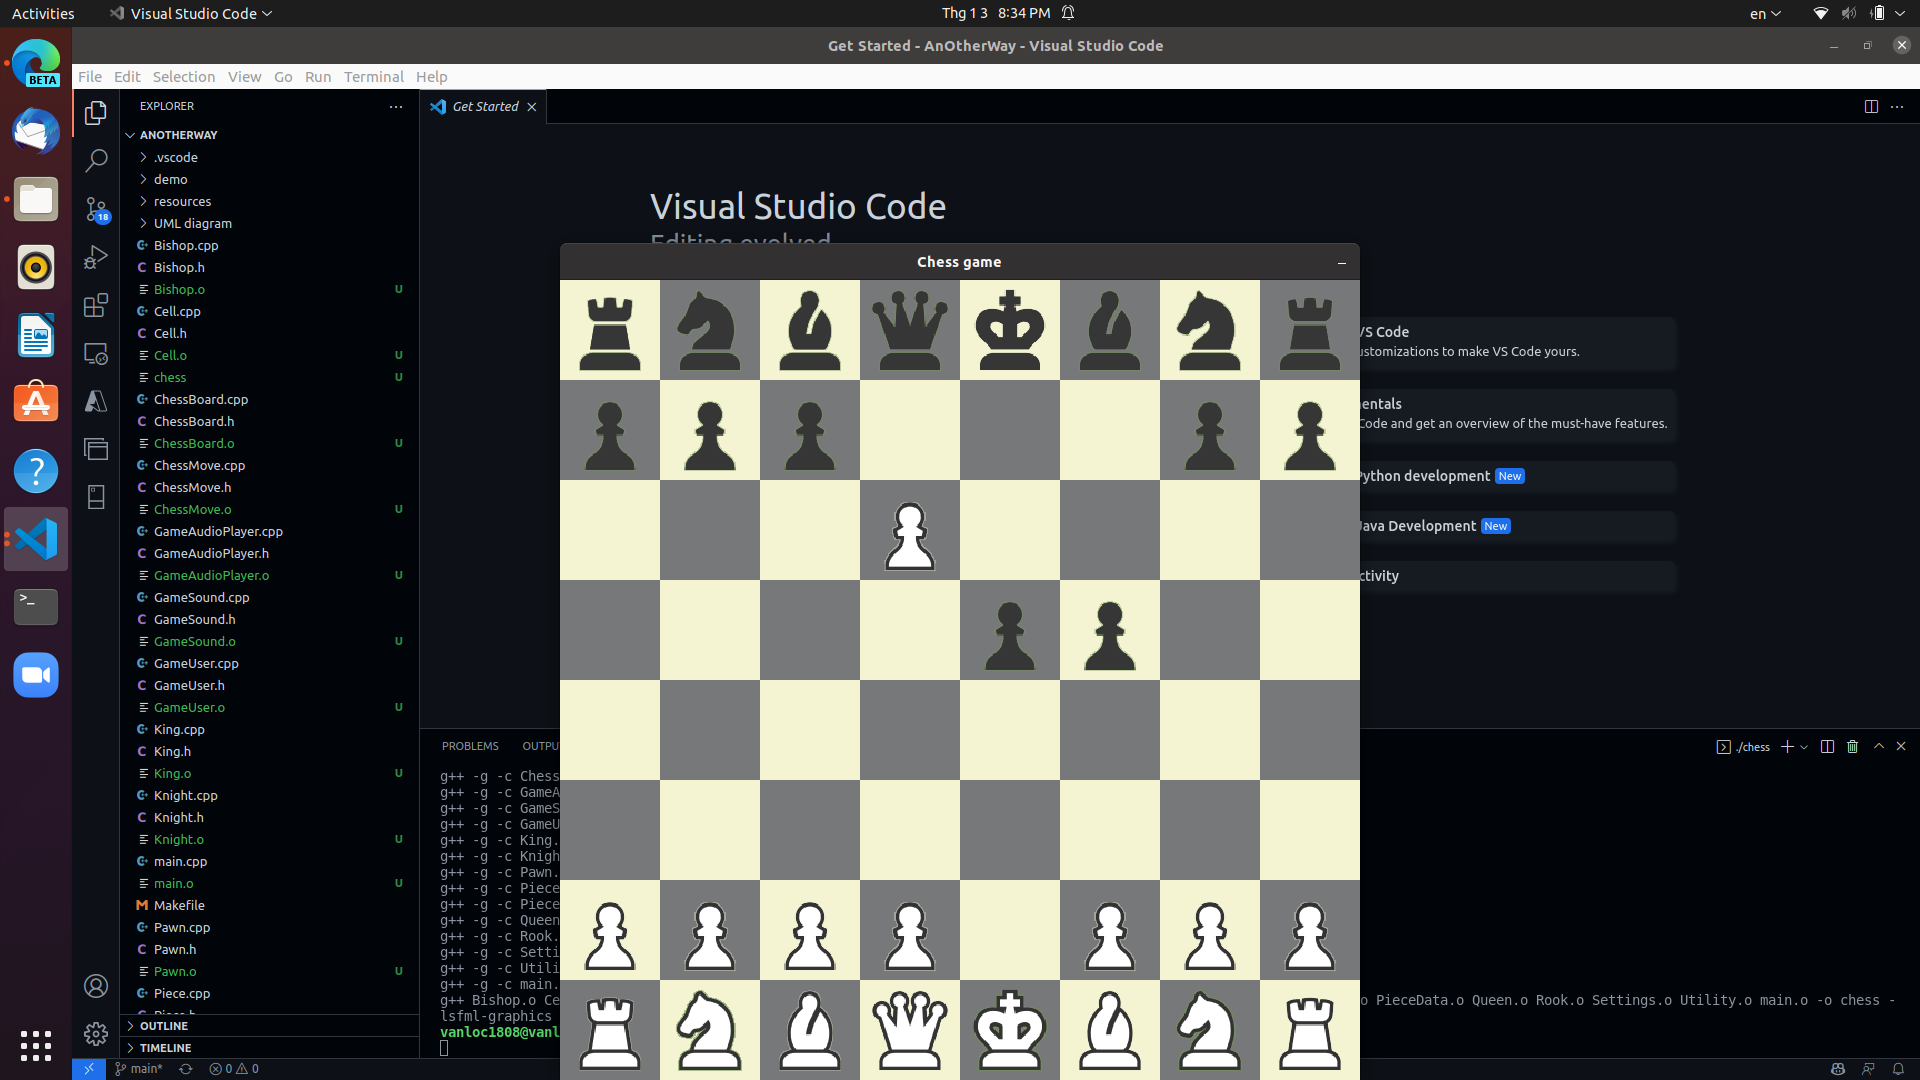 Activities
Visual Studio Code
Thg 1 3 8:34 PM
en
Get Started - AnOtherWay - Visual Studio Code
File Edit Selection View Go Run Terminal Help
BETA
EXPLORER
Get Started
ANOTHERWAY
.vscode
demo
resources
UML diagram
18
Bishop.cpp
Bishop.h
Bishop.o U
Cell.cpp
Cell.h
Cell.o U
chess U
ChessBoard.cpp
ChessBoard.h
ChessBoard.o U
ChessMove.cpp
ChessMove.h
ChessMove.o U
GameAudioPlayer.cpp
GameAudioPlayer.h
GameAudioPlayer.o U
GameSound.cpp
GameSound.h
GameSound.o U
GameUser.cpp
GameUser.h
GameUser.o U
King.cpp
King.h
King.o U
Knight.cpp
Knight.h
Knight.o U
main.cpp
main.o U
Makefile
Pawn.cpp
Pawn.h
Pawn.o U
Piece.cpp
Piece.h
OUTLINE
TIMELINE
Visual Studio Code
Editing evolved
Chess game
VS Code
ustomizations to make VS Code yours.
entals
Code and get an overview of the must-have features.
Python development New
Java Development New
ctivity
PROBLEMS OUTPU
./chess
g++ -g -c Chess
g++ -g -c GameA
g++ -g -c GameS
g++ -g -c GameU
g++ -g -c King.
g++ -g -c Knigh
g++ -g -c Pawn.
g++ -g -c Piece
g++ -g -c Piece
g++ -g -c Queen
g++ -g -c Rook.
g++ -g -c Setti
g++ -g -c Utili
g++ -g -c main.
g++ Bishop.o Ce o PieceData.o Queen.o Rook.o Settings.o Utility.o main.o -o chess -
lsfml-graphics
vanloc1808@vanl
main* 0 0